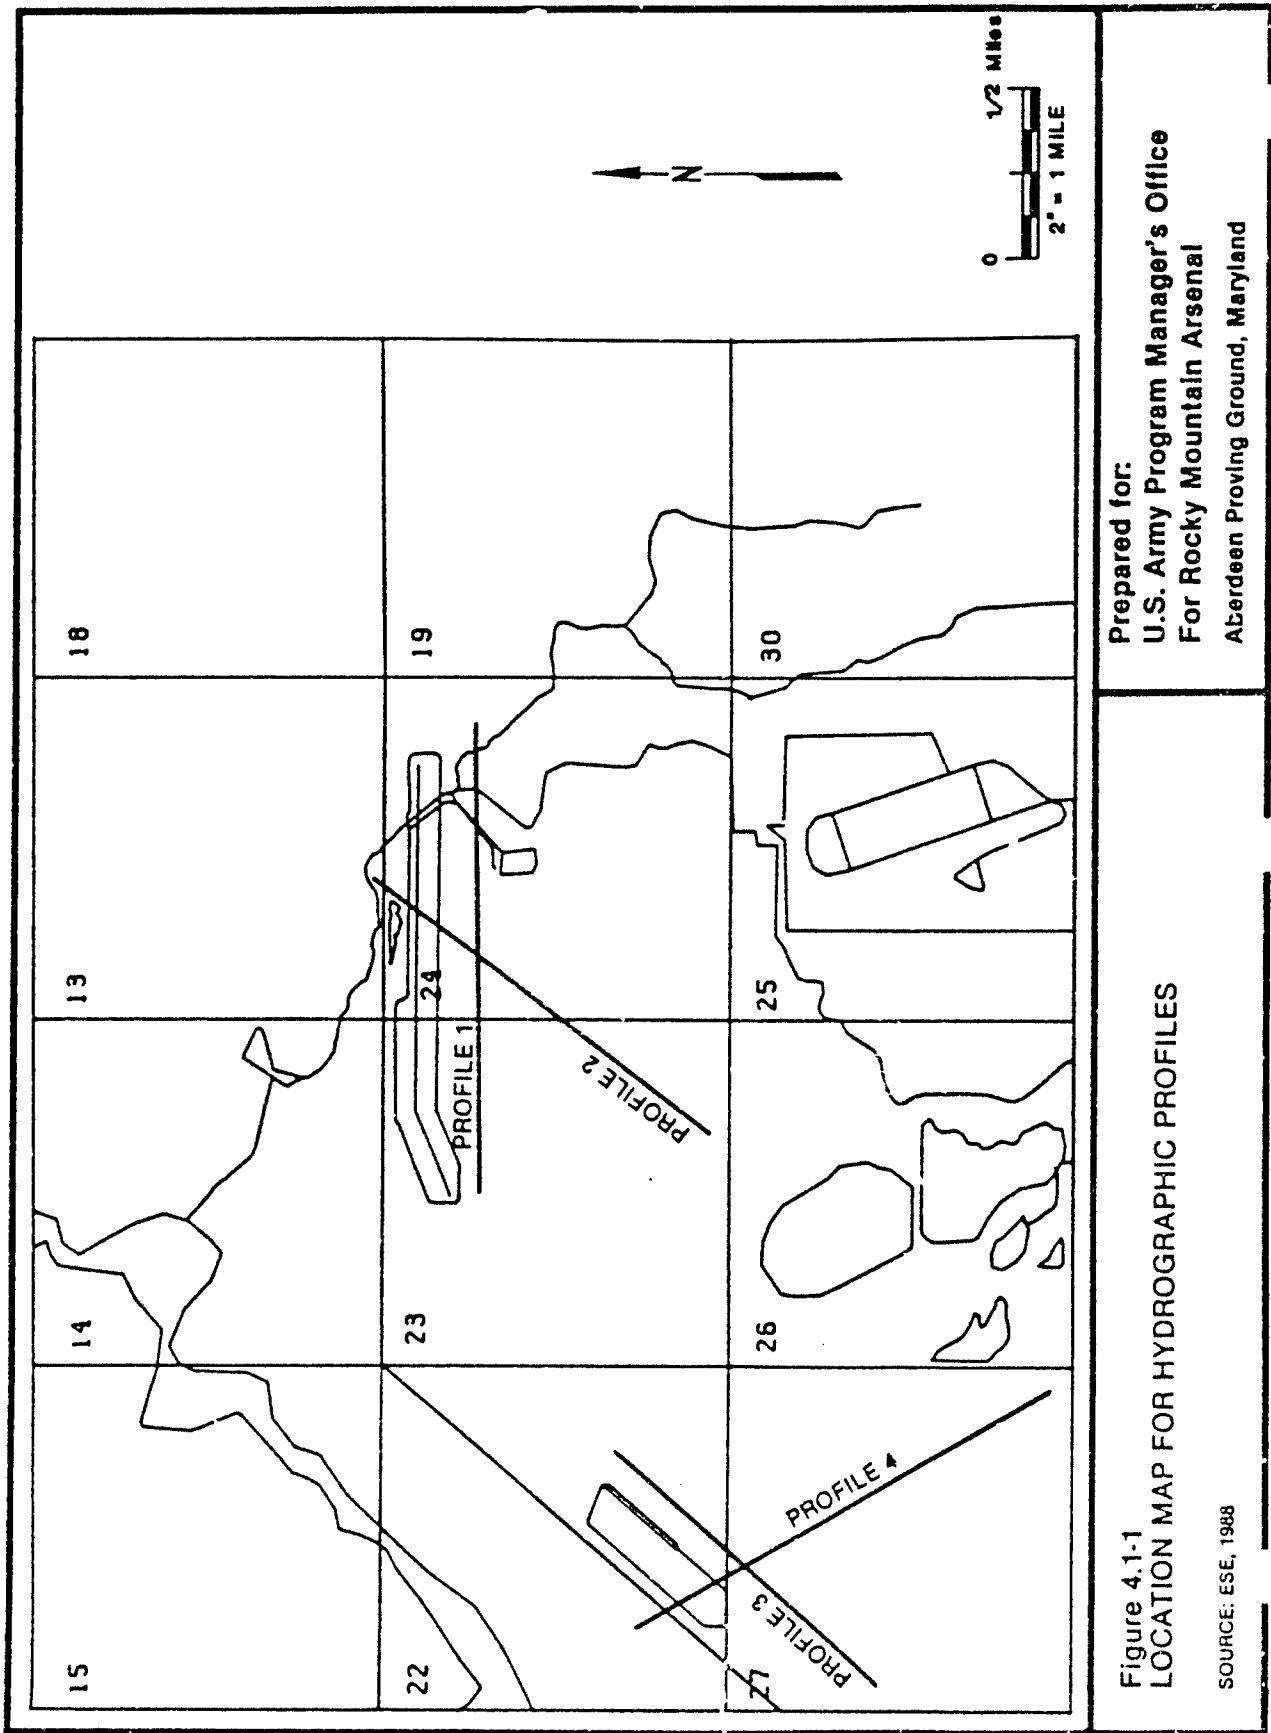 15
14
13
18
22
23
24
19
27
26
25
30
PROFILE 1
PROFILE 2
PROFILE 3
PROFILE 4
N
0
1/2 Miles
2" = 1 MILE
Figure 4.1-1
LOCATION MAP FOR HYDROGRAPHIC PROFILES
SOURCE: ESE, 1988
Prepared for:
U.S. Army Program Manager's Office
For Rocky Mountain Arsenal
Aberdeen Proving Ground, Maryland